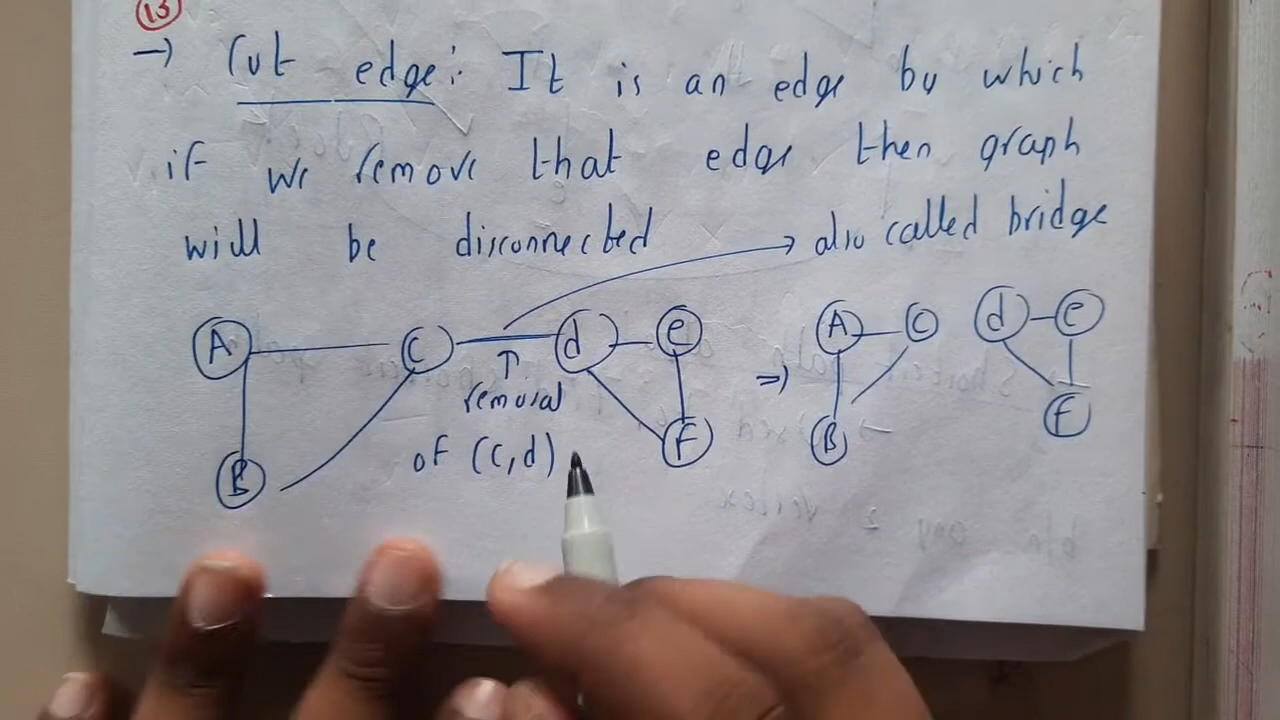 13
→ Cut edge: It is an edge by which
if we remove that edge then graph
will be disconnected → also called bridge
A C d e A C d e
↑ ⇒
removal
of (c,d) F F
B B